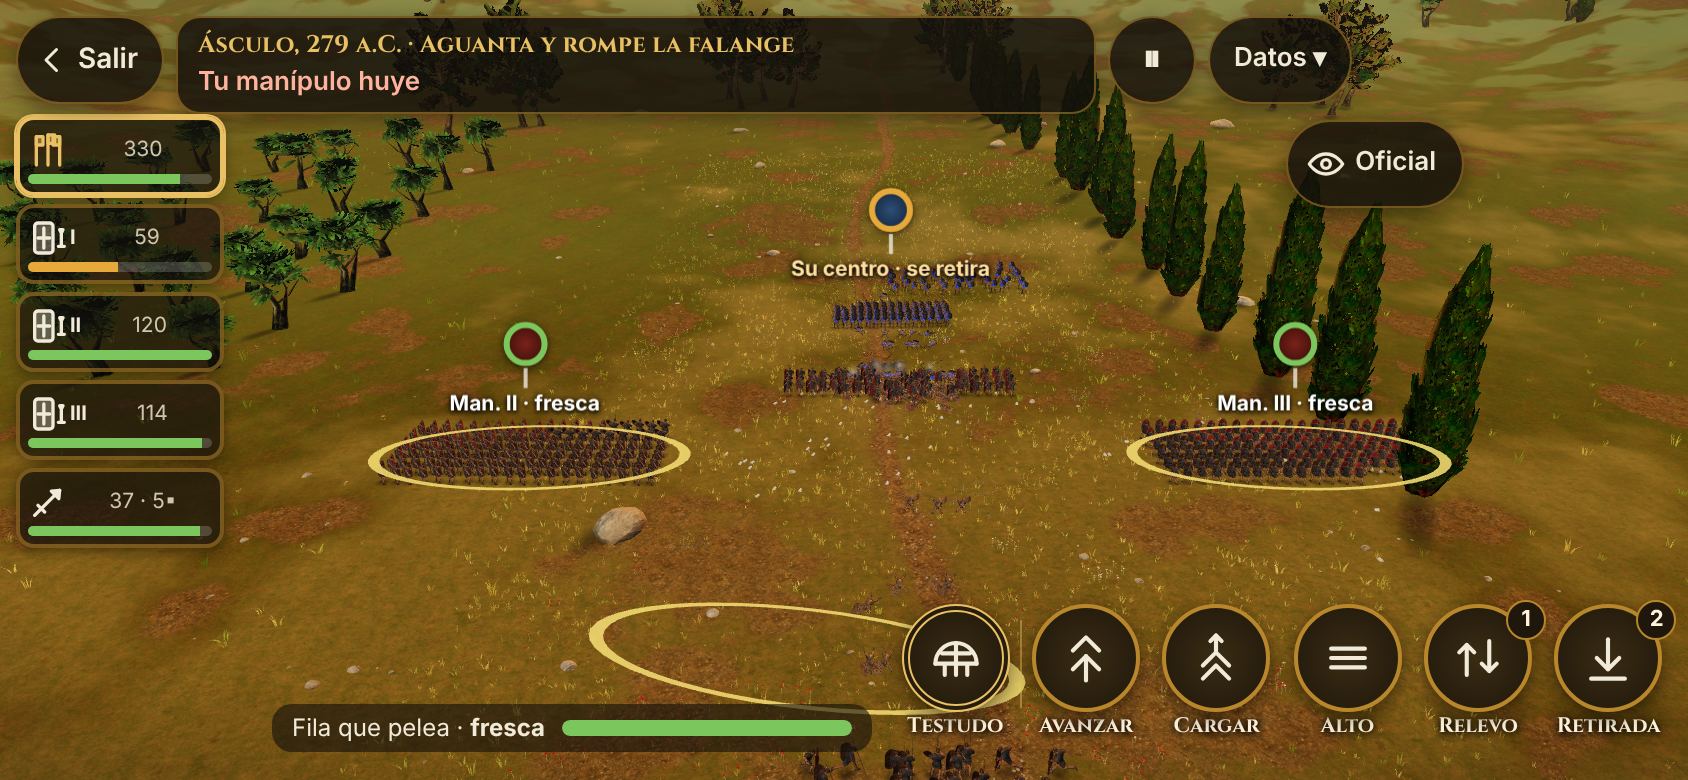 Salir
ÁSCULO, 279 A.C. · AGUANTA Y ROMPE LA FALANGE
Tu manípulo huye
Datos ▾
330
Oficial
I 59
Su centro · se retira
II 120
Man. II · fresca
Man. III · fresca
III 114
37 · 5▪
1
2
Fila que pelea · fresca
TESTUDO
AVANZAR
CARGAR
ALTO
RELEVO
RETIRADA